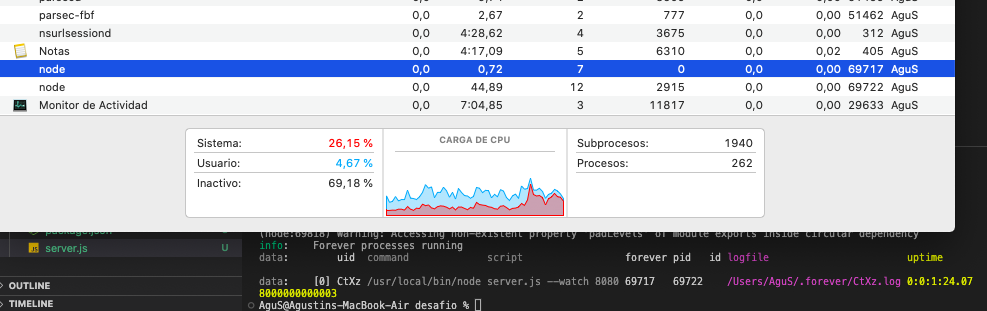 parsec-fbf 0,0 2,67 2 777 0,0 0,00 51462 AguS
nsurlsessiond 0,0 4:28,62 4 3675 0,0 0,00 312 AguS
Notas 0,0 4:17,09 5 6310 0,0 0,02 405 AguS
node 0,0 0,72 7 0 0,0 0,00 69717 AguS
node 0,0 44,89 12 2915 0,0 0,00 69722 AguS
Monitor de Actividad 0,0 7:04,85 3 11817 0,0 0,00 29633 AguS
Sistema: 26,15 %
Usuario: 4,67 %
Inactivo: 69,18 %
CARGA DE CPU
Subprocesos: 1940
Procesos: 262
package.json U
JS server.js U
OUTLINE
TIMELINE
(node:69818) Warning: Accessing non-existent property 'padLevels' of module exports inside circular dependency
info: Forever processes running
data: uid command script forever pid id logfile uptime
data: [0] CtXz /usr/local/bin/node server.js --watch 8080 69717 69722 /Users/AguS/.forever/CtXz.log 0:0:1:24.07
8000000000003
AguS@Agustins-MacBook-Air desafio %